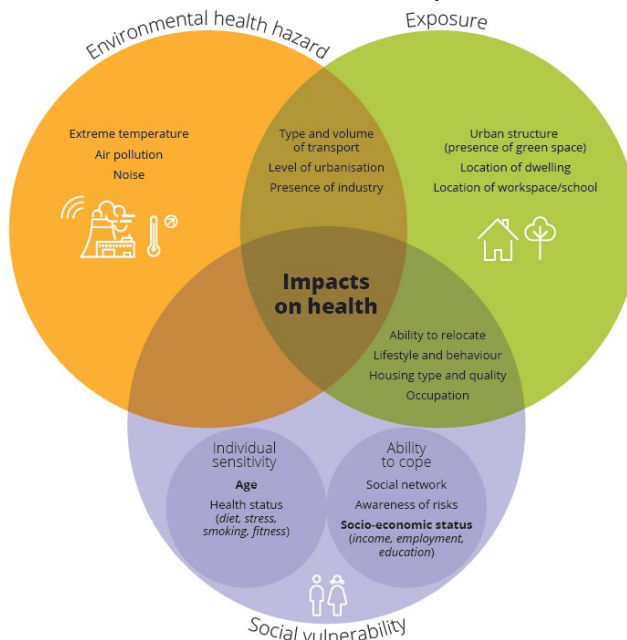 Environmental health hazard
Exposure
Extreme temperature
Air pollution
Noise
Type and volume
of transport
Level of urbanisation
Presence of industry
Urban structure
(presence of green space)
Location of dwelling
Location of workspace/school
Impacts
on health
Ability to relocate
Lifestyle and behaviour
Housing type and quality
Occupation
Individual
sensitivity
Age
Health status
(diet, stress,
smoking, fitness)
Ability
to cope
Social network
Awareness of risks
Socio-economic status
(income, employment,
education)
Social vulnerability